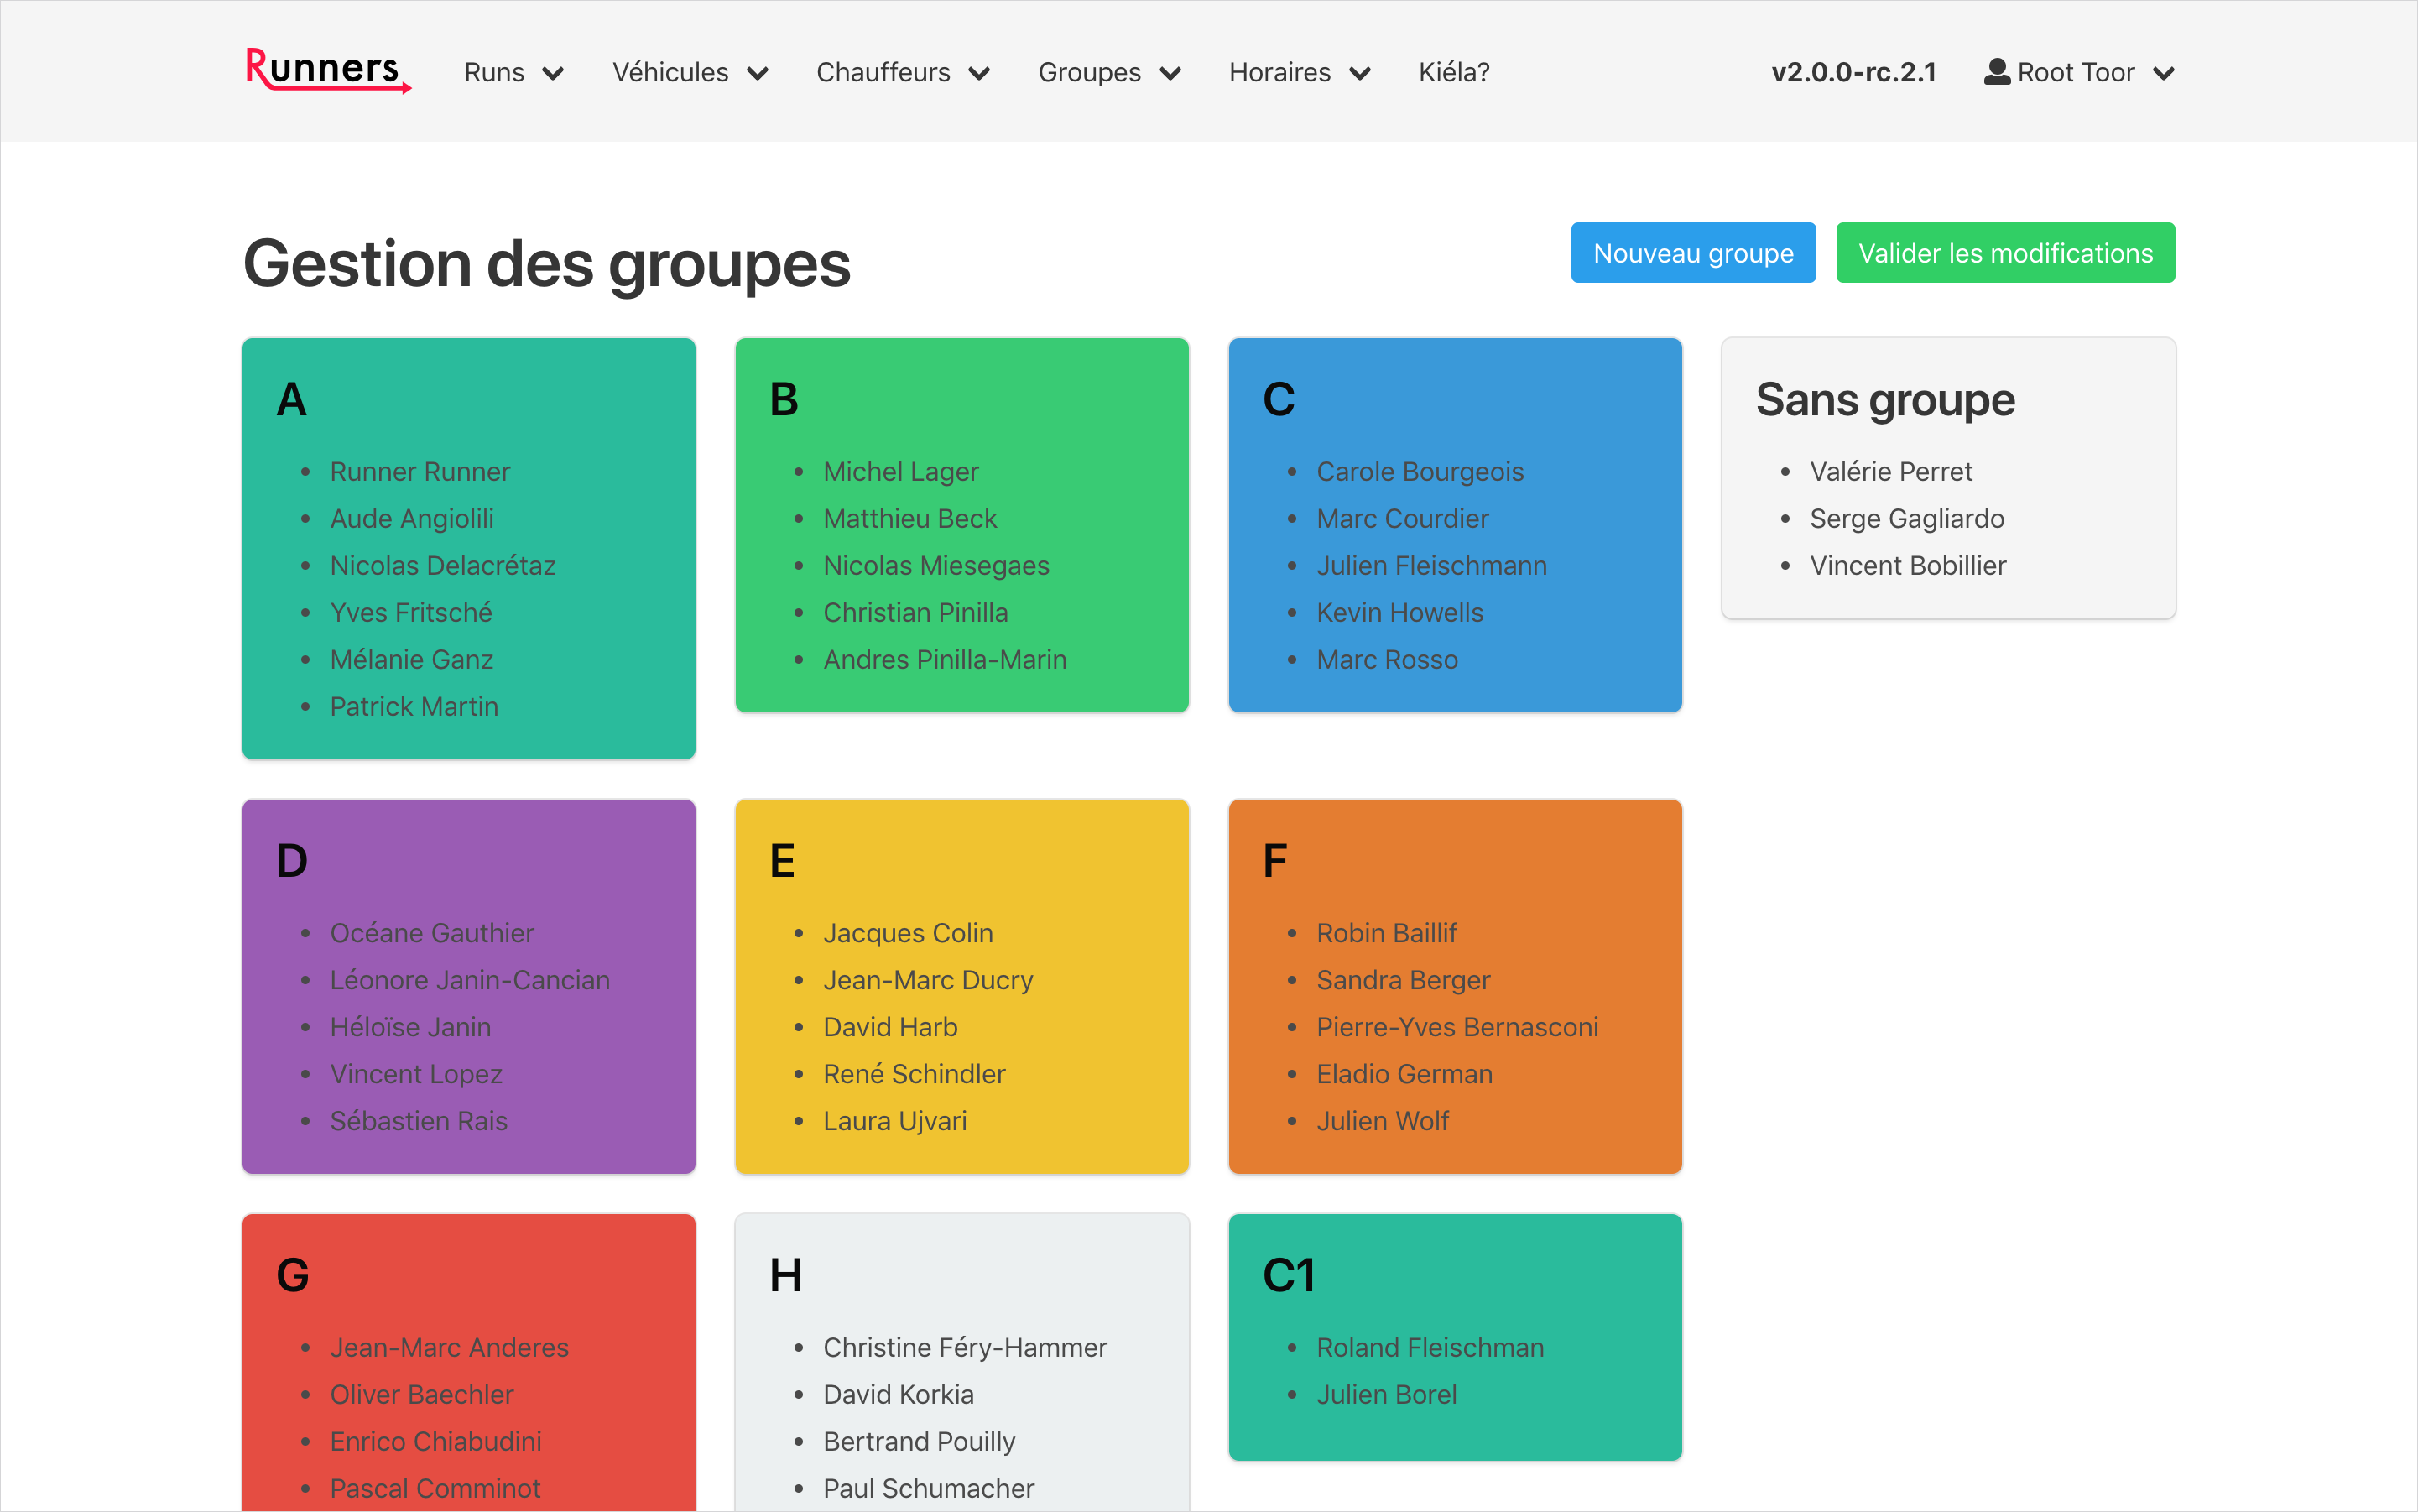 Runners
Runs
Véhicules
Chauffeurs
Groupes
Horaires
Kiéla?
v2.0.0-rc.2.1
Root Toor
Gestion des groupes
Nouveau groupe
Valider les modifications
A
Runner Runner
Aude Angiolili
Nicolas Delacrétaz
Yves Fritsché
Mélanie Ganz
Patrick Martin
B
Michel Lager
Matthieu Beck
Nicolas Miesegaes
Christian Pinilla
Andres Pinilla-Marin
C
Carole Bourgeois
Marc Courdier
Julien Fleischmann
Kevin Howells
Marc Rosso
Sans groupe
Valérie Perret
Serge Gagliardo
Vincent Bobillier
D
Océane Gauthier
Léonore Janin-Cancian
Héloïse Janin
Vincent Lopez
Sébastien Rais
E
Jacques Colin
Jean-Marc Ducry
David Harb
René Schindler
Laura Ujvari
F
Robin Baillif
Sandra Berger
Pierre-Yves Bernasconi
Eladio German
Julien Wolf
G
Jean-Marc Anderes
Oliver Baechler
Enrico Chiabudini
Pascal Comminot
H
Christine Féry-Hammer
David Korkia
Bertrand Pouilly
Paul Schumacher
C1
Roland Fleischman
Julien Borel